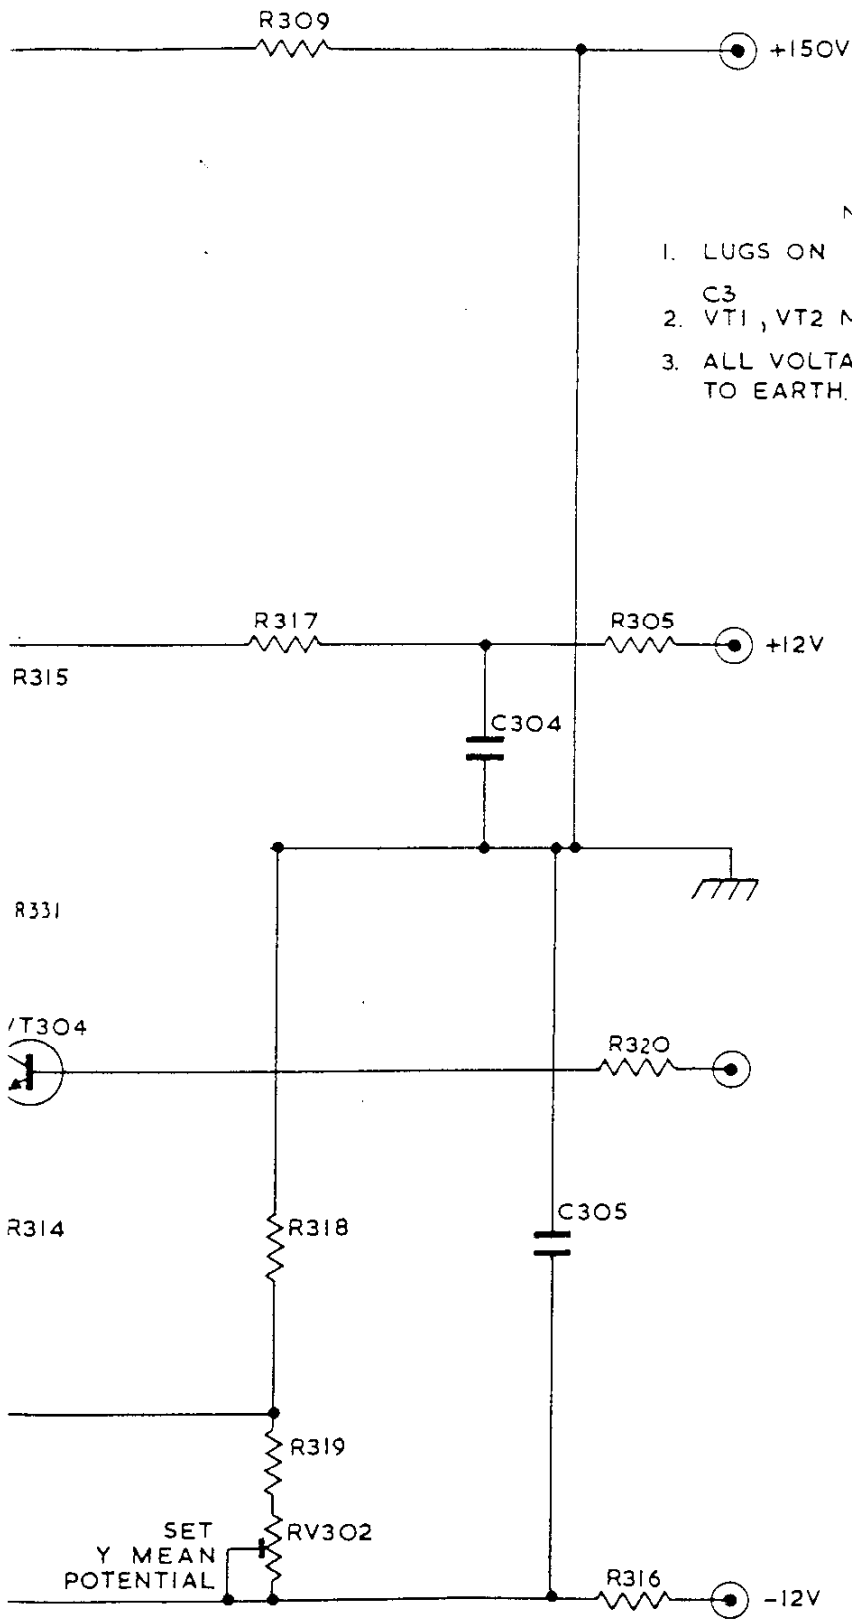 R309
+150V
1. LUGS ON
C3
2. VT1, VT2
3. ALL VOLTA
TO EARTH.
R317
R305
+12V
R315
C304
R331
VT304
R320
R314
R318
C305
R319
SET
Y MEAN
POTENTIAL
RV302
R316
-12V